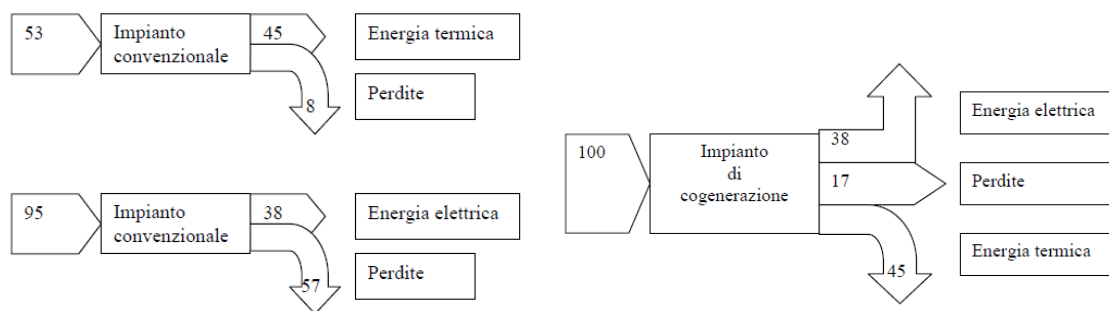 53
Impianto
convenzionale
45
8
Energia termica
Perdite
95
Impianto
convenzionale
38
57
Energia elettrica
Perdite
100
Impianto
di
cogenerazione
38
17
45
Energia elettrica
Perdite
Energia termica